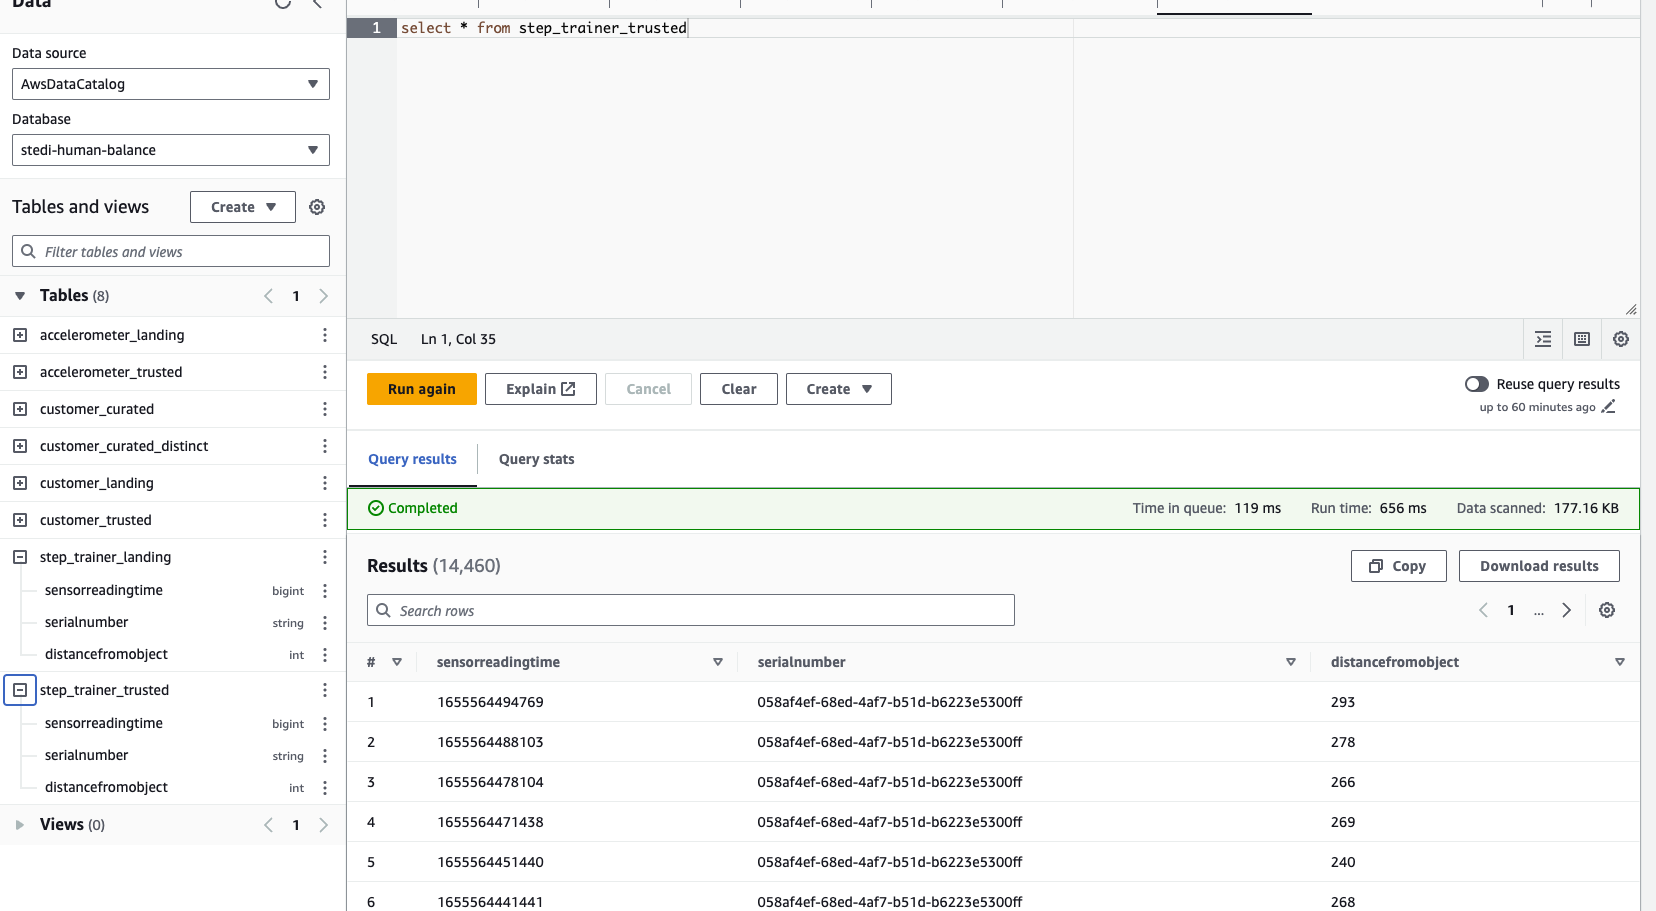 Data
Data source
AwsDataCatalog
Database
stedi-human-balance
Tables and views
Create
Filter tables and views
Tables (8)
1
accelerometer_landing
accelerometer_trusted
customer_curated
customer_curated_distinct
customer_landing
customer_trusted
step_trainer_landing
sensorreadingtime bigint
serialnumber string
distancefromobject int
step_trainer_trusted
sensorreadingtime bigint
serialnumber string
distancefromobject int
Views (0)
1
1 select * from step_trainer_trusted
SQL Ln 1, Col 35
Run again Explain Cancel Clear Create
Reuse query results
up to 60 minutes ago
Query results Query stats
Completed Time in queue: 119 ms Run time: 656 ms Data scanned: 177.16 KB
Results (14,460)
Copy Download results
Search rows
1 ...
# sensorreadingtime serialnumber distancefromobject
1 1655564494769 058af4ef-68ed-4af7-b51d-b6223e5300ff 293
2 1655564488103 058af4ef-68ed-4af7-b51d-b6223e5300ff 278
3 1655564478104 058af4ef-68ed-4af7-b51d-b6223e5300ff 266
4 1655564471438 058af4ef-68ed-4af7-b51d-b6223e5300ff 269
5 1655564451440 058af4ef-68ed-4af7-b51d-b6223e5300ff 240
6 1655564441441 058af4ef-68ed-4af7-b51d-b6223e5300ff 268